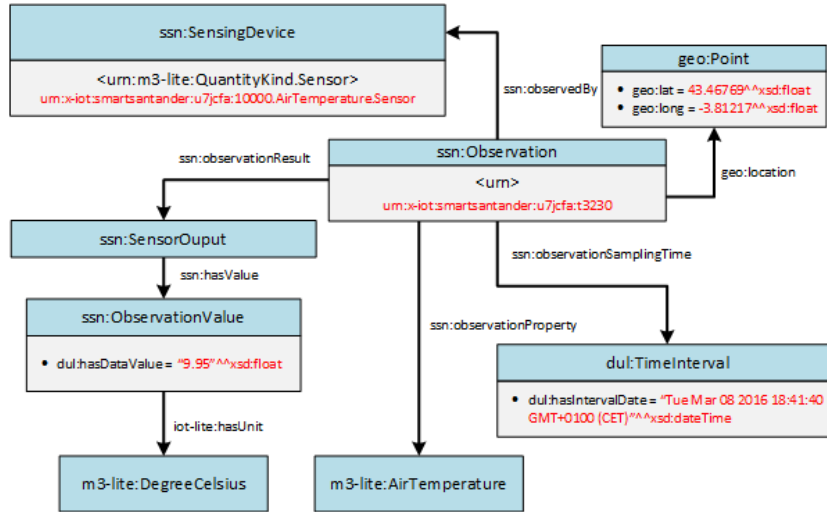 ssn:SensingDevice
<urn:m3-lite:QuantityKind.Sensor>
urn:x-iot:smartsantander:u7jcfa:10000.AirTemperature.Sensor
ssn:observedBy
geo:Point
• geo:lat = 43.46769^^xsd:float
• geo:long = -3.81217^^xsd:float
ssn:observationResult
ssn:Observation
<urn>
urn:x-iot:smartsantander:u7jcfa:t3230
geo:location
ssn:SensorOuput
ssn:hasValue
ssn:observationSamplingTime
ssn:ObservationValue
• dul:hasDataValue = “9.95”^^xsd:float
ssn:observationProperty
dul:TimeInterval
• dul:hasIntervalDate = “Tue Mar 08 2016 18:41:40
GMT+0100 (CET)”^^xsd:dateTime
iot-lite:hasUnit
m3-lite:DegreeCelsius
m3-lite:AirTemperature